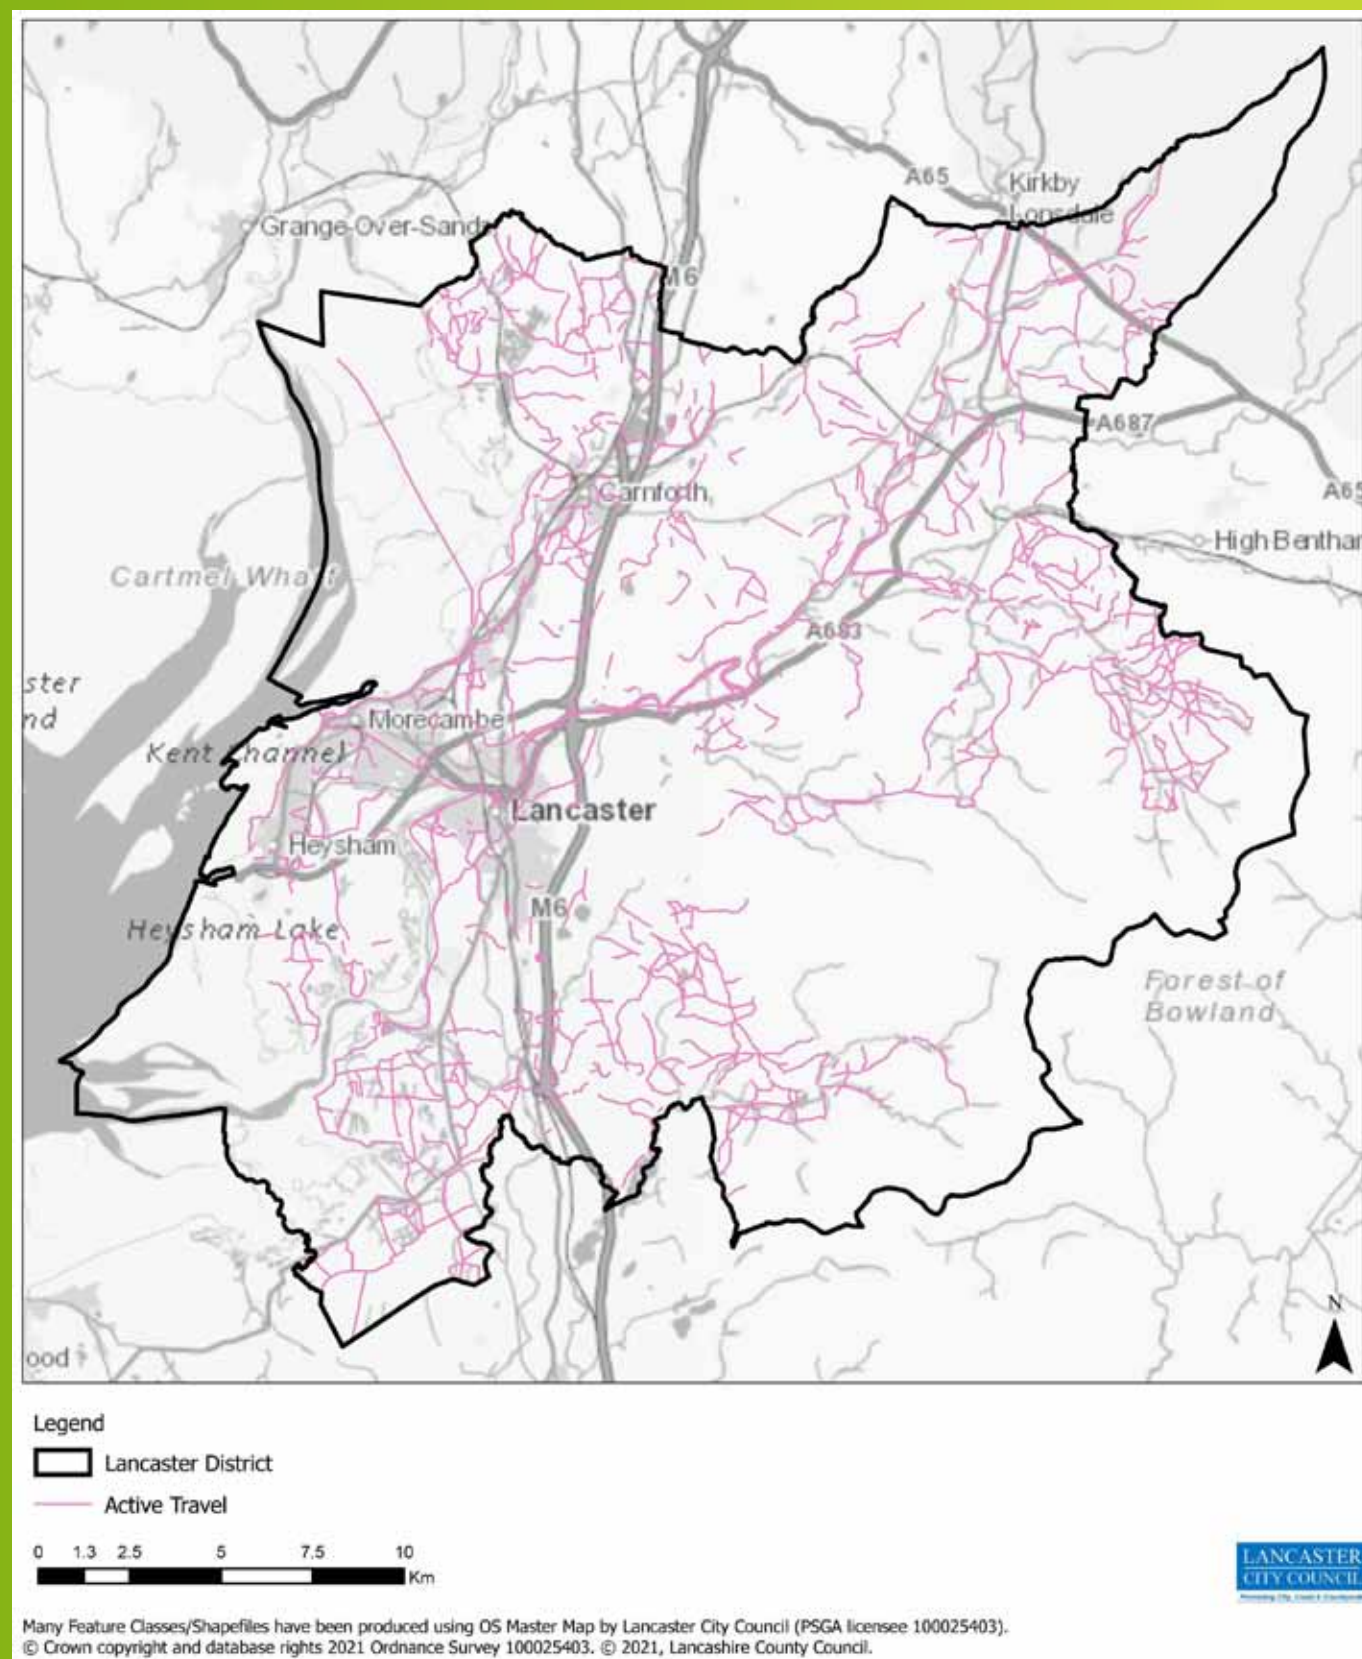 A65
Kirkby
Lonsdale
Grange-Over-Sands
M6
A687
A65
Carnforth
High Bentham
Cartmel Wharf
A683
ster
nd
Morecambe
Kent Channel
Lancaster
Heysham
M6
Heysham Lake
Forest of
Bowland
N
ood
Legend
Lancaster District
Active Travel
0 1.3 2.5 5 7.5 10
Km
LANCASTER
CITY COUNCIL
Many Feature Classes/Shapefiles have been produced using OS Master Map by Lancaster City Council (PSGA licensee 100025403).
© Crown copyright and database rights 2021 Ordnance Survey 100025403. © 2021, Lancashire County Council.